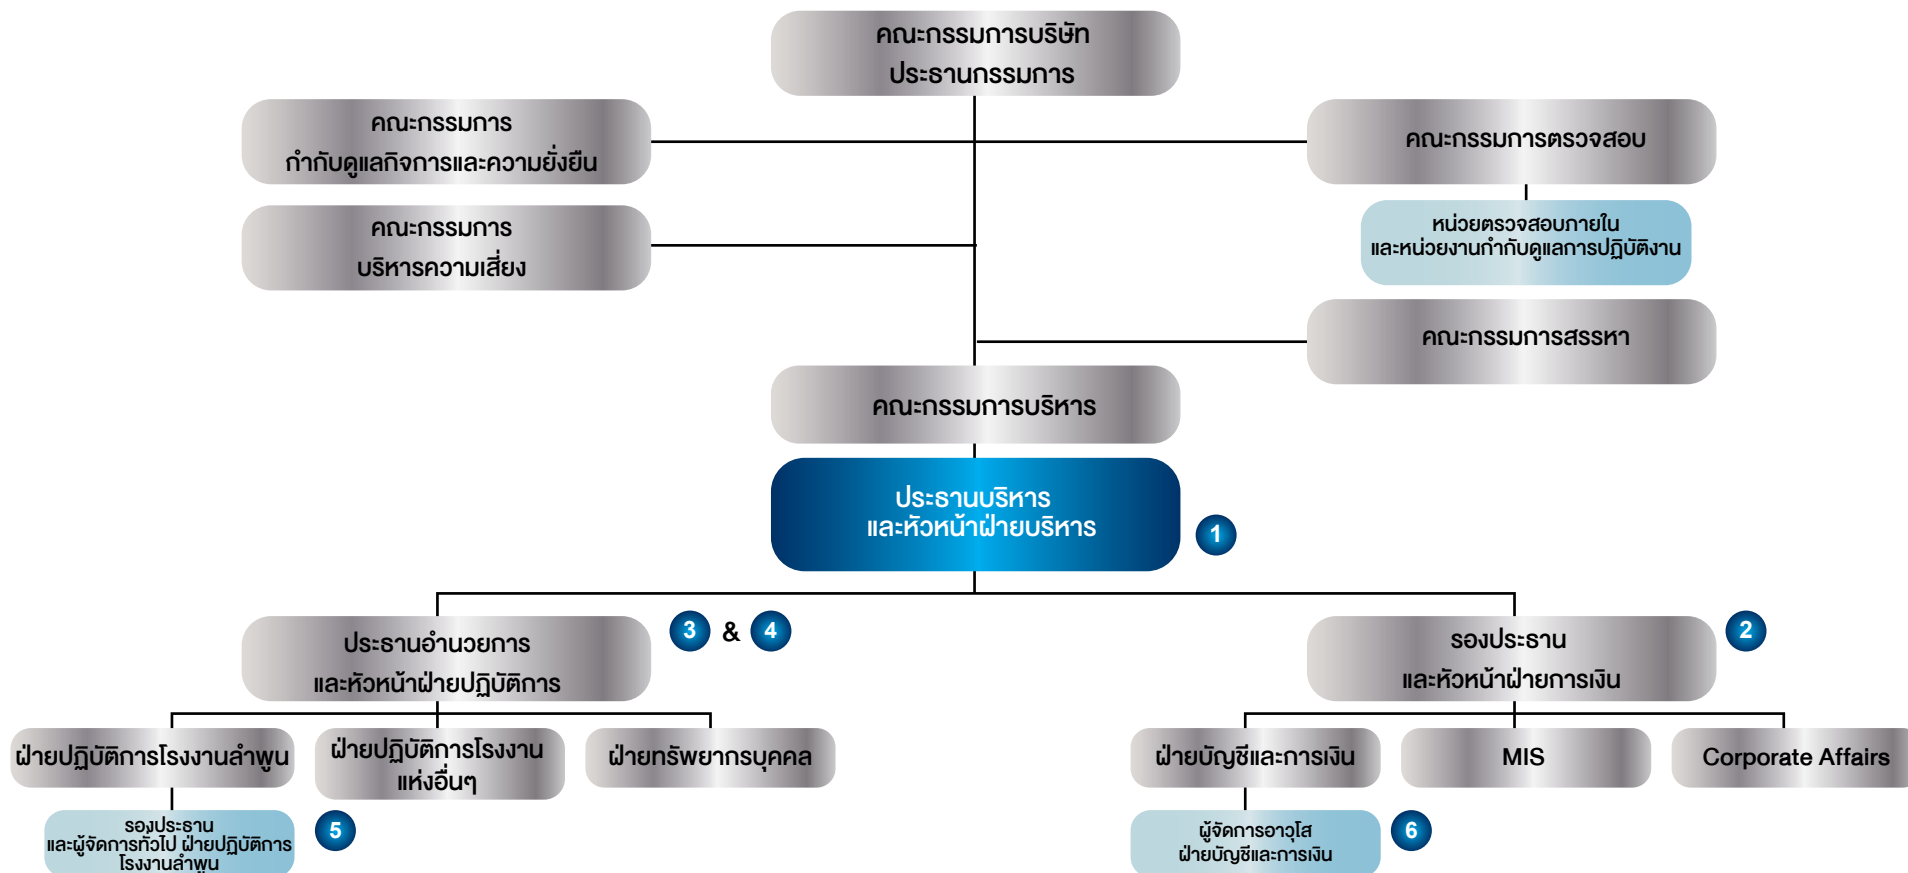 คณะกรรมการบริษัท
ประธานกรรมการ
คณะกรรมการ
กำกับดูแลกิจการและความยั่งยืน
คณะกรรมการตรวจสอบ
หน่วยตรวจสอบภายใน
และหน่วยงานกำกับดูแลการปฏิบัติงาน
คณะกรรมการ
บริหารความเสี่ยง
คณะกรรมการสรรหา
คณะกรรมการบริหาร
ประธานบริหาร
และหัวหน้าฝ่ายบริหาร
1
ประธานอำนวยการ
และหัวหน้าฝ่ายปฏิบัติการ
3 & 4
รองประธาน
และหัวหน้าฝ่ายการเงิน
2
ฝ่ายปฏิบัติการโรงงานลำพูน
ฝ่ายปฏิบัติการโรงงาน
แห่งอื่นๆ
ฝ่ายทรัพยากรบุคคล
ฝ่ายบัญชีและการเงิน
MIS
Corporate Affairs
รองประธาน
และผู้จัดการทั่วไป ฝ่ายปฏิบัติการ
โรงงานลำพูน
5
ผู้จัดการอาวุโส
ฝ่ายบัญชีและการเงิน
6